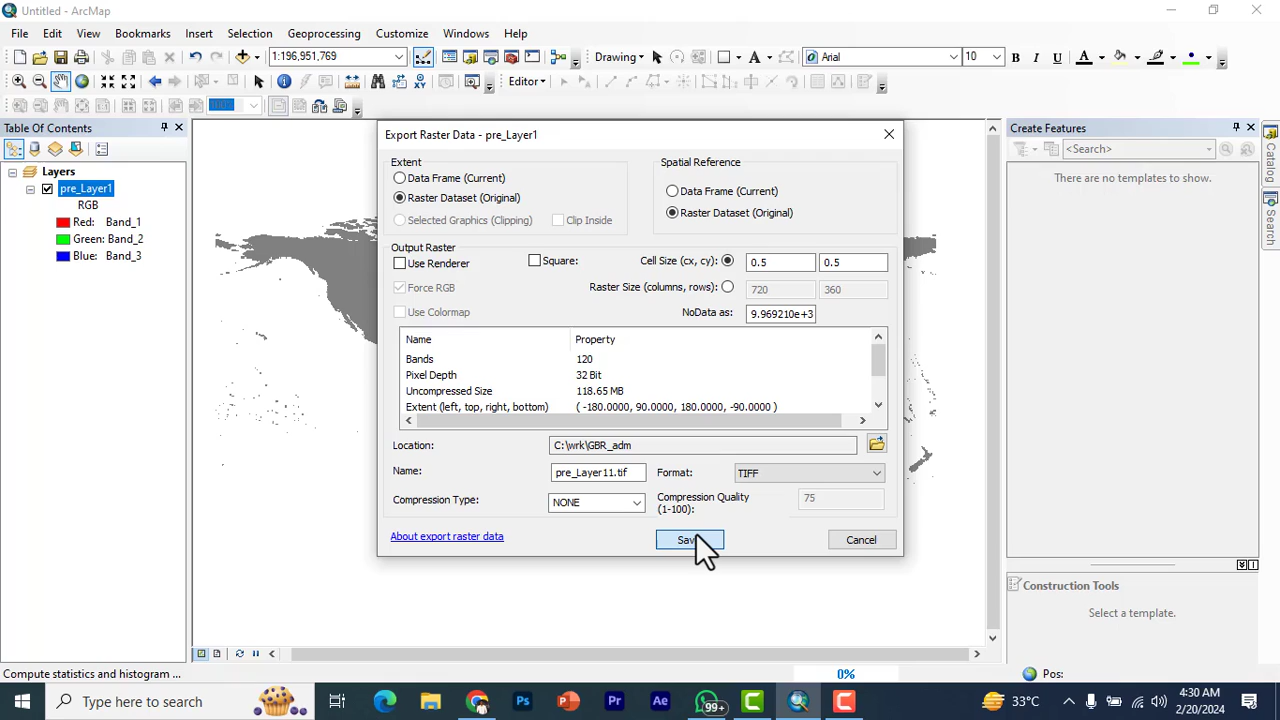 Untitled - ArcMap
File Edit View Bookmarks Insert Selection Geoprocessing Customize Windows Help
1:196,951,769 Drawing Arial 10 B I U A
Editor
Table Of Contents
Layers
pre_Layer1
RGB
Red: Band_1
Green: Band_2
Blue: Band_3
Export Raster Data - pre_Layer1
Extent
Data Frame (Current)
Raster Dataset (Original)
Selected Graphics (Clipping) Clip Inside
Spatial Reference
Data Frame (Current)
Raster Dataset (Original)
Output Raster
Use Renderer Square: Cell Size (cx, cy): 0.5 0.5
Force RGB Raster Size (columns, rows): 720 360
Use Colormap NoData as: 9.969210e+3
Name Property
Bands 120
Pixel Depth 32 Bit
Uncompressed Size 118.65 MB
Extent (left, top, right, bottom) ( -180.0000, 90.0000, 180.0000, -90.0000 )
Location: C:\wrk\GBR_adm
Name: pre_Layer11.tif Format: TIFF
Compression Type: NONE Compression Quality (1-100): 75
About export raster data Sav Cancel
Create Features
<Search>
There are no templates to show.
Construction Tools
Select a template.
Catalog
Search
Compute statistics and histogram ... 0% Pos:
Type here to search
Ps
P
Pr
Ae
99+
C
C
33°C
4:30 AM
2/20/2024